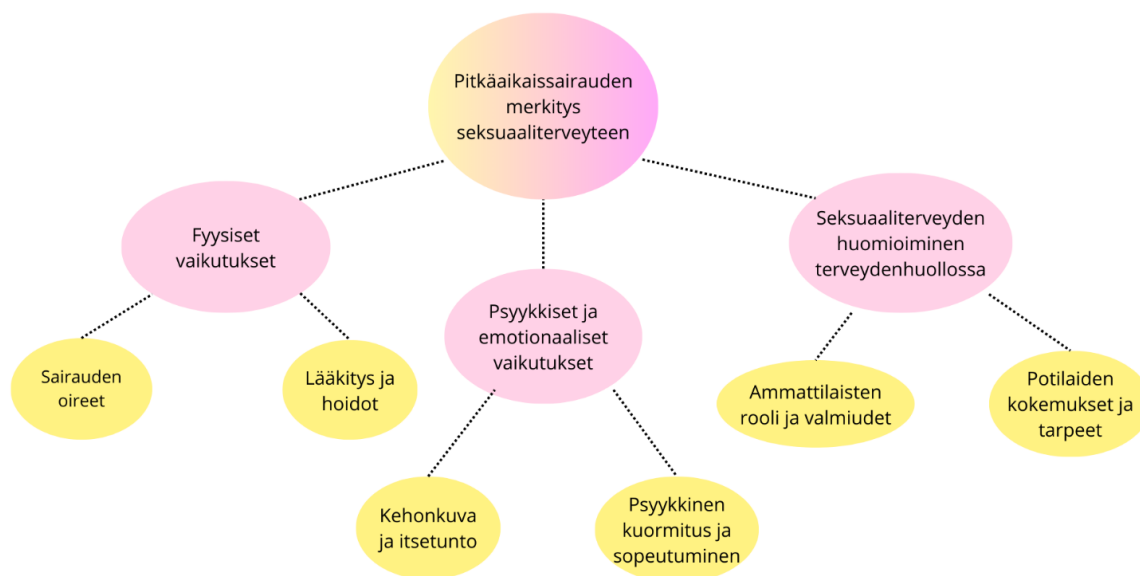 Pitkäaikaissairauden
merkitys
seksuaaliterveyteen
Fyysiset
vaikutukset
Psyykkiset ja
emotionaaliset
vaikutukset
Seksuaaliterveyden
huomioiminen
terveydenhuollossa
Sairauden
oireet
Lääkitys ja
hoidot
Kehonkuva
ja itsetunto
Psyykkinen
kuormitus ja
sopeutuminen
Ammattilaisten
rooli ja valmiudet
Potilaiden
kokemukset ja
tarpeet